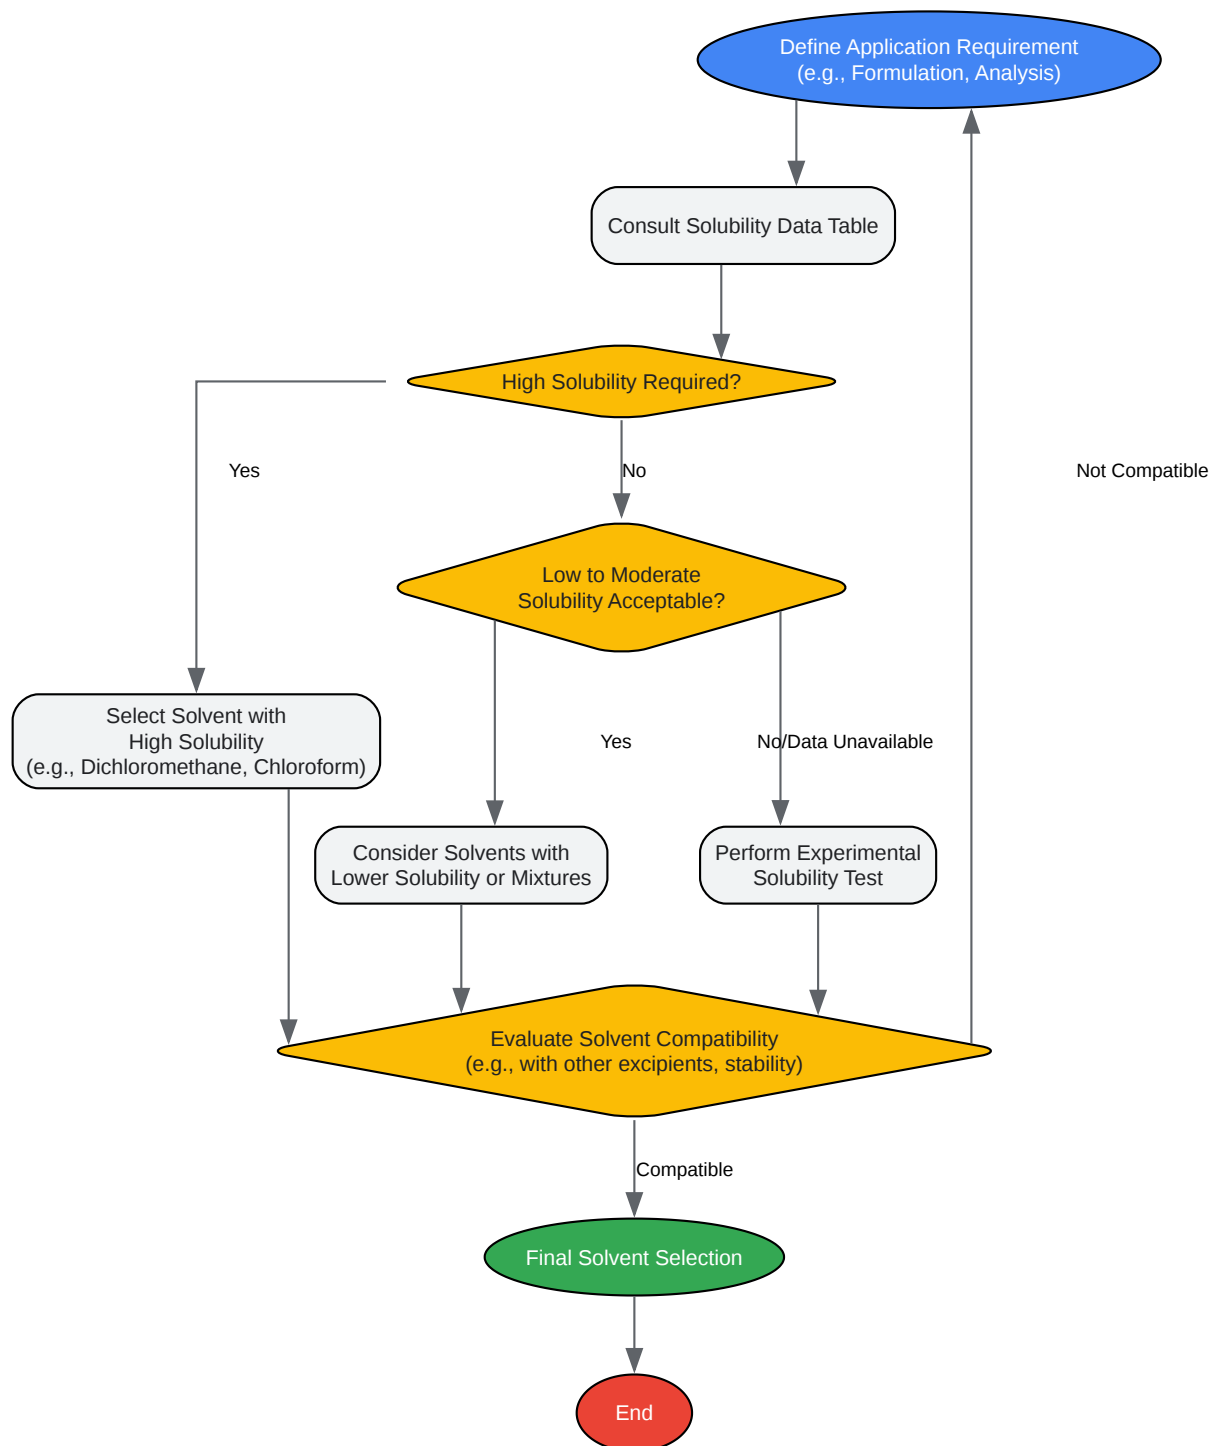 Define Application Requirement
(e.g., Formulation, Analysis)
Consult Solubility Data Table
High Solubility Required?
Yes
No
Not Compatible
Low to Moderate
Solubility Acceptable?
Select Solvent with
High Solubility
(e.g., Dichloromethane, Chloroform)
Yes
No/Data Unavailable
Consider Solvents with
Lower Solubility or Mixtures
Perform Experimental
Solubility Test
Evaluate Solvent Compatibility
(e.g., with other excipients, stability)
Compatible
Final Solvent Selection
End